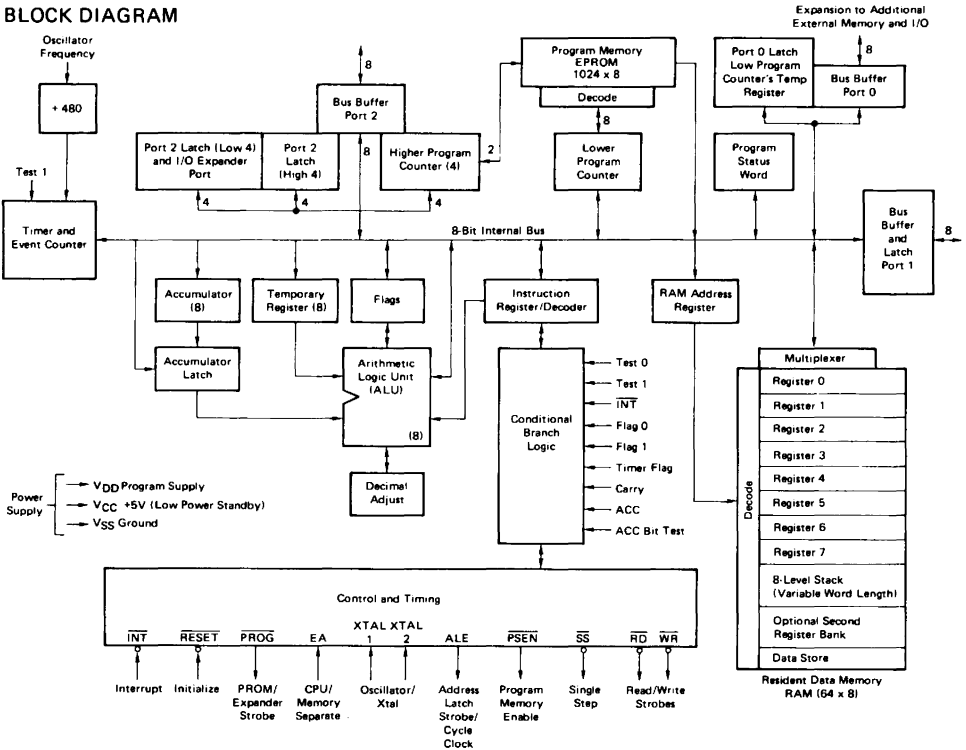 BLOCK DIAGRAM
Oscillator
Frequency
÷ 480
Test 1
Timer and
Event Counter
8
Bus Buffer
Port 2
Port 2 Latch (Low 4)
and I/O Expander
Port
Port 2
Latch
(High 4)
8
Higher Program
Counter (4)
4
4
4
2
Program Memory
EPROM
1024 x 8
Decode
8
Lower
Program
Counter
Expansion to Additional
External Memory and I/O
8
Port 0 Latch
Low Program
Counter's Temp
Register
Bus Buffer
Port 0
Program
Status
Word
Bus
Buffer
and
Latch
Port 1
8
8-Bit Internal Bus
Accumulator
(8)
Temporary
Register (8)
Flags
Instruction
Register/Decoder
RAM Address
Register
Accumulator
Latch
Arithmetic
Logic Unit
(ALU)
(8)
Decimal
Adjust
Conditional
Branch
Logic
Test 0
Test 1
INT
Flag 0
Flag 1
Timer Flag
Carry
ACC
ACC Bit Test
Multiplexer
Decode
Register 0
Register 1
Register 2
Register 3
Register 4
Register 5
Register 6
Register 7
8-Level Stack
(Variable Word Length)
Optional Second
Register Bank
Data Store
Resident Data Memory
RAM (64 x 8)
Power
Supply
VDD Program Supply
VCC +5V (Low Power Standby)
VSS Ground
Control and Timing
XTAL XTAL
INT RESET PROG EA 1 2 ALE PSEN SS RD WR
Interrupt
Initialize
PROM/
Expander
Strobe
CPU/
Memory
Separate
Oscillator/
Xtal
Address
Latch
Strobe/
Cycle
Clock
Program
Memory
Enable
Single
Step
Read/Write
Strobes